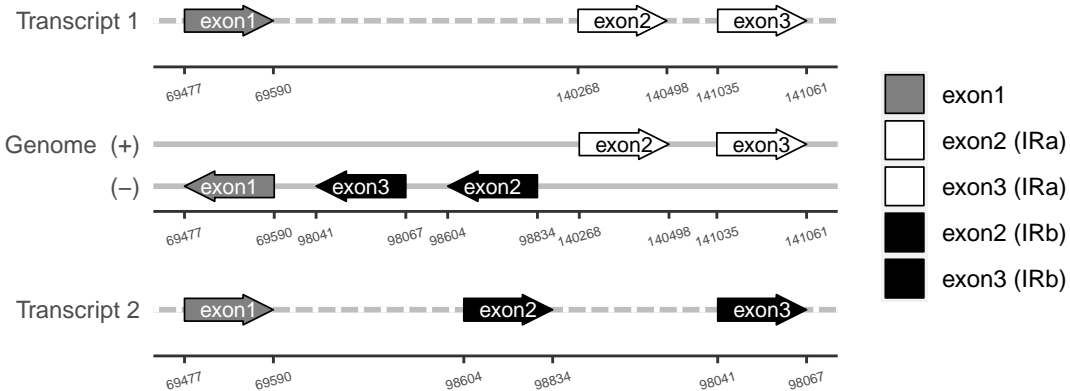 Transcript 1 exon1 exon2 exon3
69477 69590 140268 140498 141035 141061
Genome (+) exon2 exon3
(−) exon1 exon3 exon2
69477 69590 98041 98067 98604 98834 140268 140498 141035 141061
Transcript 2 exon1 exon2 exon3
69477 69590 98604 98834 98041 98067
exon1
exon2 (IRa)
exon3 (IRa)
exon2 (IRb)
exon3 (IRb)